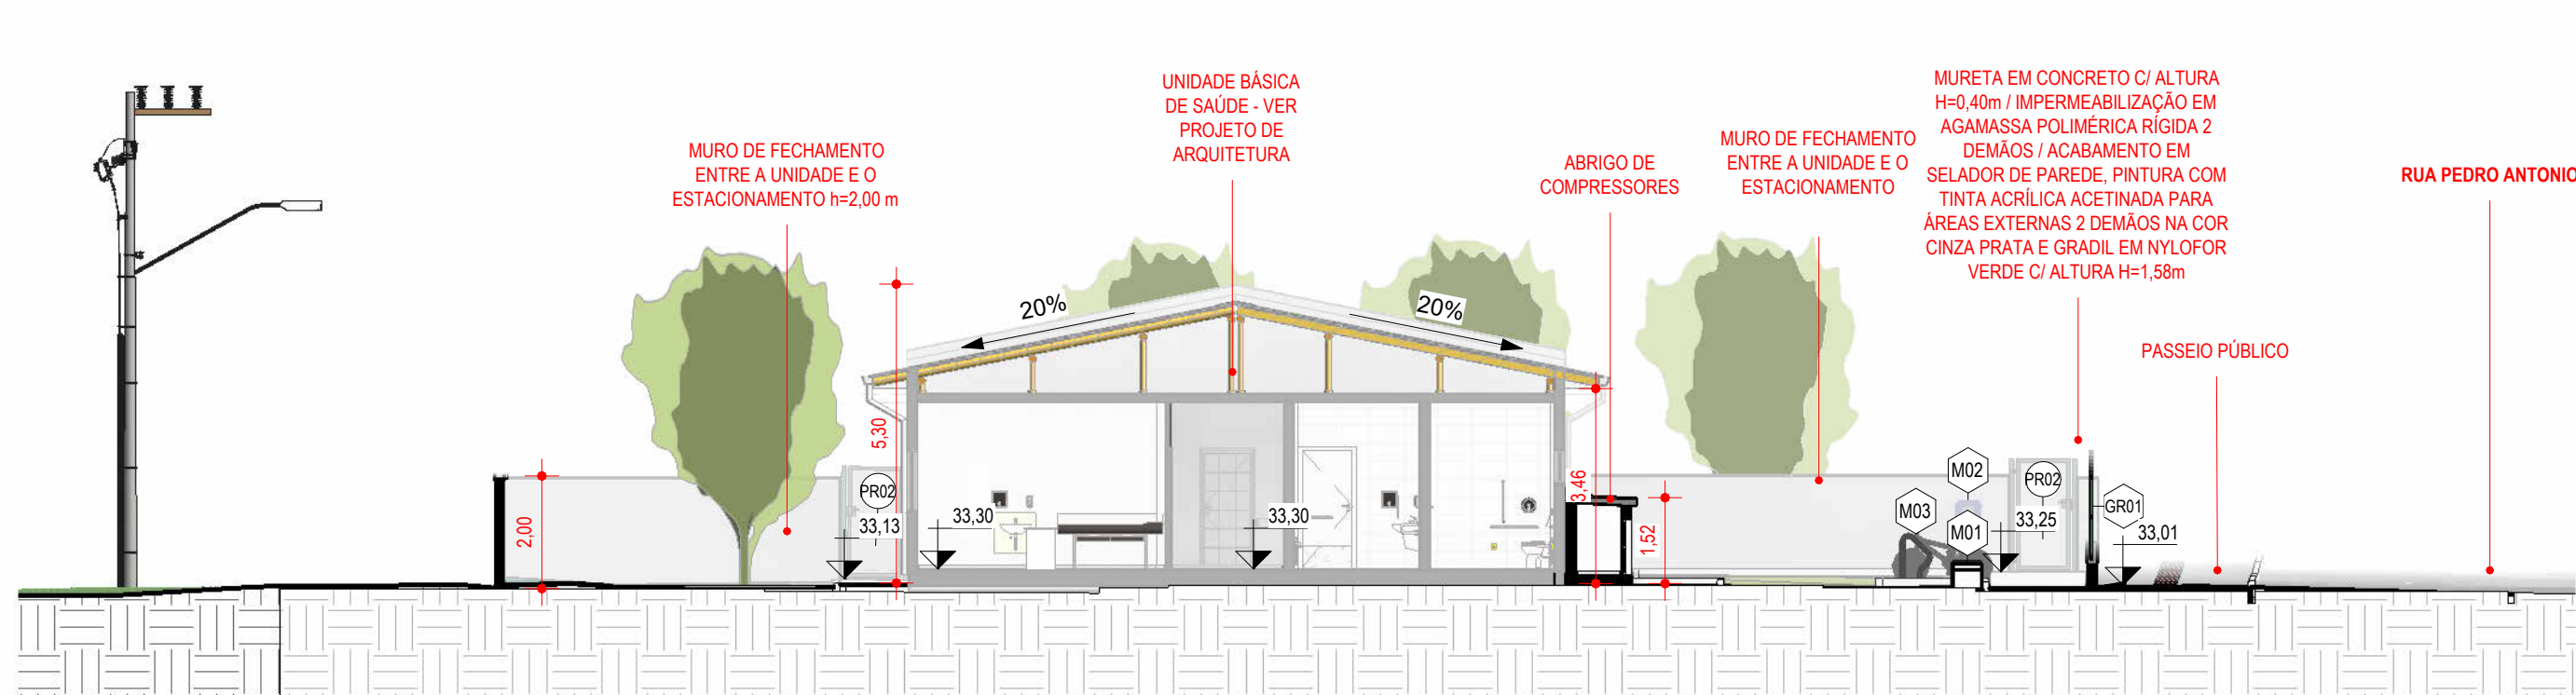 UNIDADE BÁSICA
DE SAÚDE - VER
PROJETO DE
ARQUITETURA
MURETA EM CONCRETO C/ ALTURA
H=0,40m / IMPERMEABILIZAÇÃO EM
AGAMASSA POLIMÉRICA RÍGIDA 2
DEMÃOS / ACABAMENTO EM
SELADOR DE PAREDE, PINTURA COM
TINTA ACRÍLICA ACETINADA PARA
ÁREAS EXTERNAS 2 DEMÃOS NA COR
CINZA PRATA E GRADIL EM NYLOFOR
VERDE C/ ALTURA H=1,58m
MURO DE FECHAMENTO
ENTRE A UNIDADE E O
ESTACIONAMENTO h=2,00 m
ABRIGO DE
COMPRESSORES
MURO DE FECHAMENTO
ENTRE A UNIDADE E O
ESTACIONAMENTO
RUA PEDRO ANTONIO
PASSEIO PÚBLICO
20%
20%
5,30
3,46
2,00
1,52
PR02
33,13
33,30
33,30
M03
M02
M01
PR02
33,25
GR01
33,01